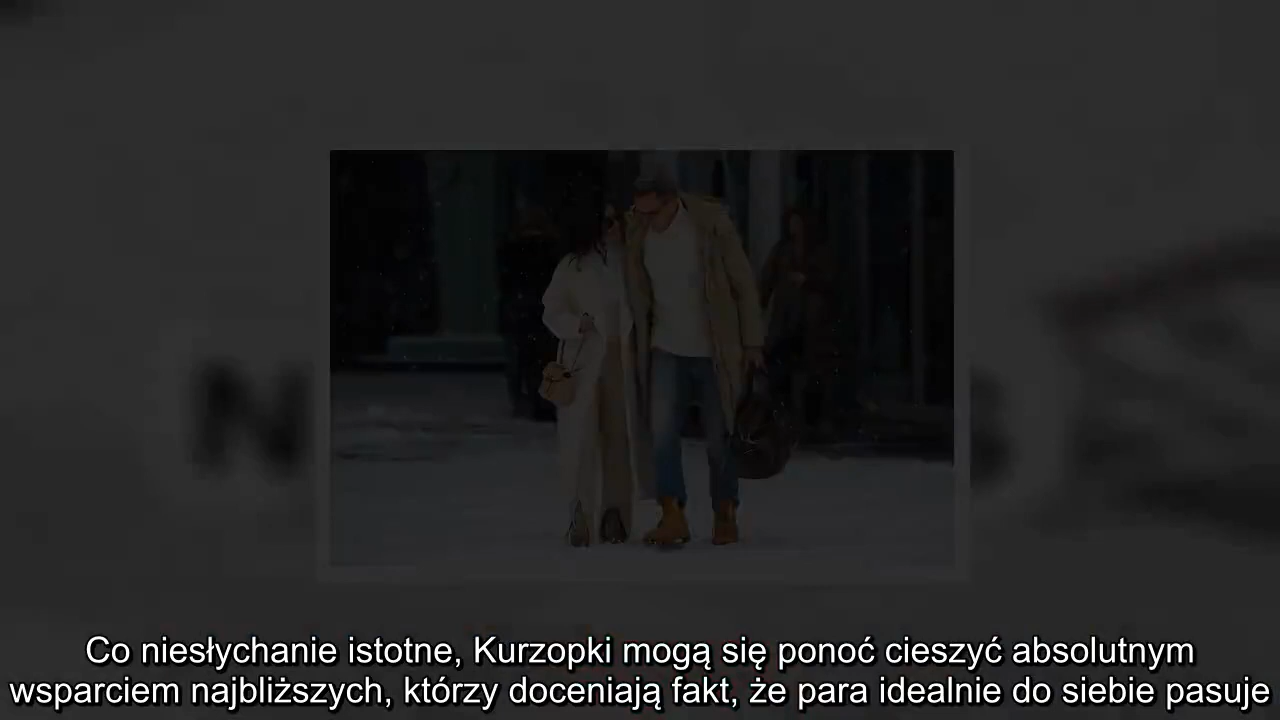 Co niesłychanie istotne, Kurzopki mogą się ponoć cieszyć absolutnym
wsparciem najbliższych, którzy doceniają fakt, że para idealnie do siebie pasuje